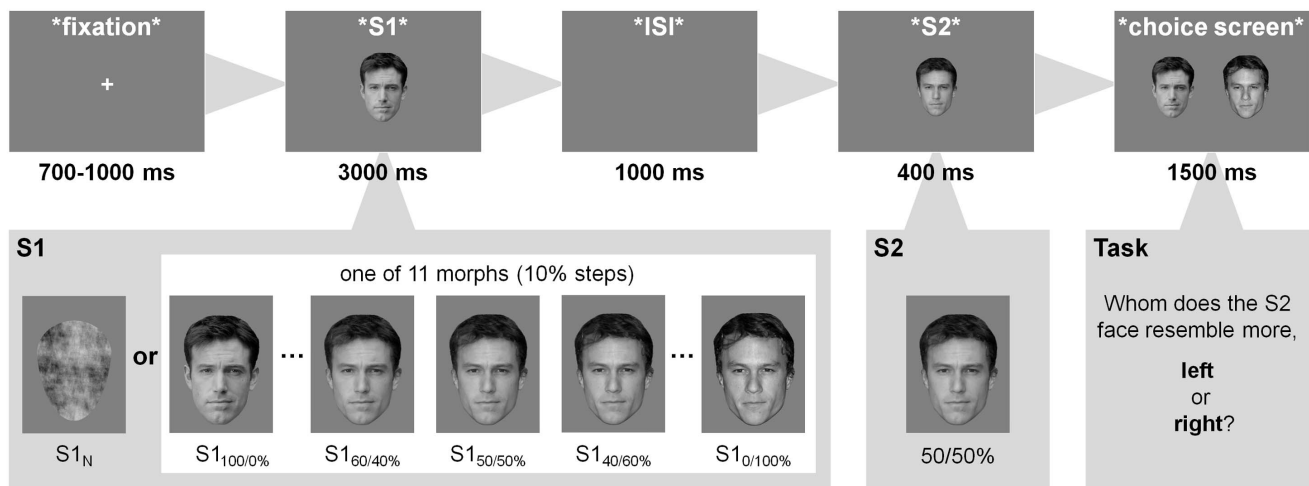 *fixation*
*S1*
*ISI*
*S2*
*choice screen*
+
700-1000 ms
3000 ms
1000 ms
400 ms
1500 ms
S1
one of 11 morphs (10% steps)
or
...
...
S1N
S1100/0%
S160/40%
S150/50%
S140/60%
S10/100%
S2
50/50%
Task
Whom does the S2
face resemble more,
left
or
right?